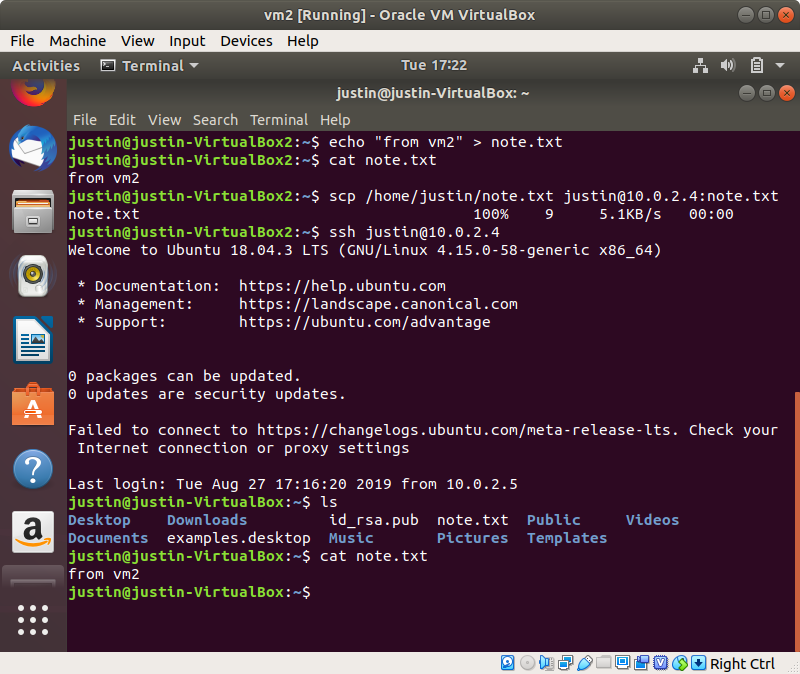 vm2 [Running] - Oracle VM VirtualBox
File Machine View Input Devices Help
Activities Terminal Tue 17:22
justin@justin-VirtualBox: ~
File Edit View Search Terminal Help
justin@justin-VirtualBox2:~$ echo "from vm2" > note.txt
justin@justin-VirtualBox2:~$ cat note.txt
from vm2
justin@justin-VirtualBox2:~$ scp /home/justin/note.txt justin@10.0.2.4:note.txt
note.txt 100% 9 5.1KB/s 00:00
justin@justin-VirtualBox2:~$ ssh justin@10.0.2.4
Welcome to Ubuntu 18.04.3 LTS (GNU/Linux 4.15.0-58-generic x86_64)
* Documentation: https://help.ubuntu.com
* Management: https://landscape.canonical.com
* Support: https://ubuntu.com/advantage
0 packages can be updated.
0 updates are security updates.
Failed to connect to https://changelogs.ubuntu.com/meta-release-lts. Check your
Internet connection or proxy settings
Last login: Tue Aug 27 17:16:20 2019 from 10.0.2.5
justin@justin-VirtualBox:~$ ls
Desktop Downloads id_rsa.pub note.txt Public Videos
Documents examples.desktop Music Pictures Templates
justin@justin-VirtualBox:~$ cat note.txt
from vm2
justin@justin-VirtualBox:~$
Right Ctrl